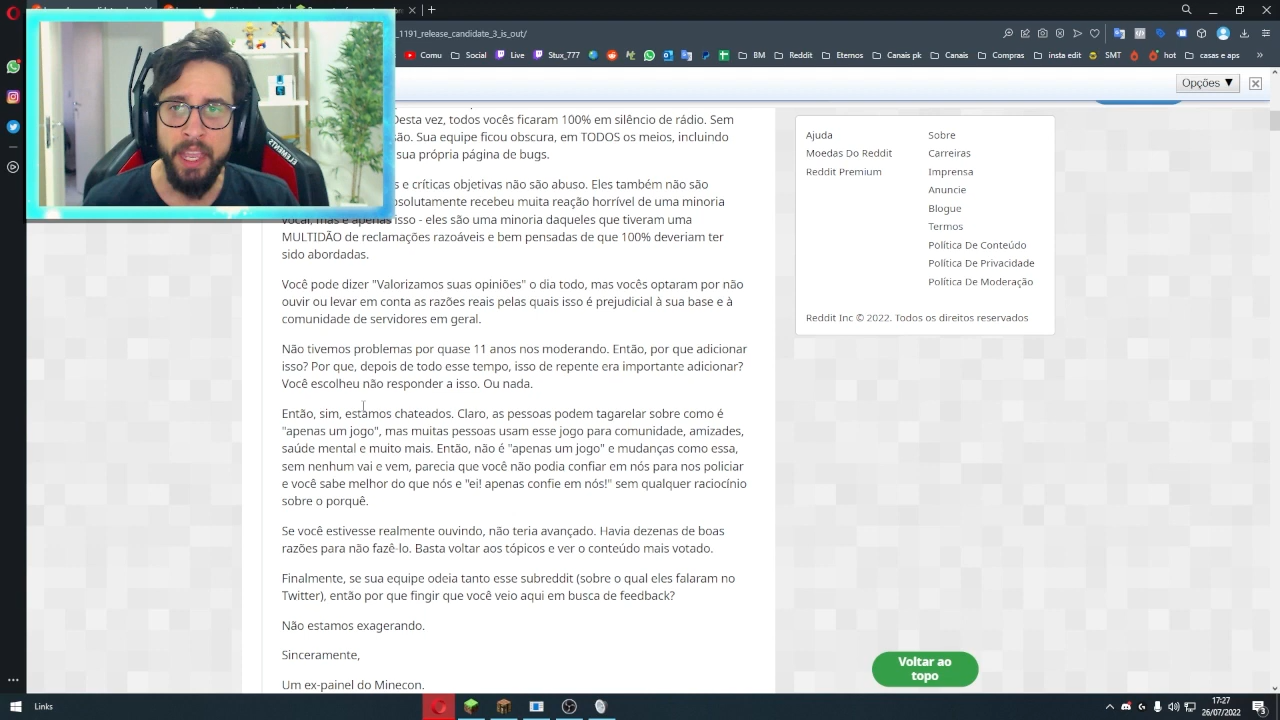 _1191_release_candidate_3_is_out/
Comu
Social
Live
Live
Stux_777
BM
Reddit Externos
Canais pk
Compras
insta edit
SMT
casas e aps
Opções ▼
Desta vez, todos vocês ficaram 100% em silêncio de rádio. Sem
são. Sua equipe ficou obscura, em TODOS os meios, incluindo
sua própria página de bugs.
s e críticas objetivas não são abuso. Eles também não são
bsolutamente recebeu muita reação horrível de uma minoria
vocal, mas é apenas isso - eles são uma minoria daqueles que tiveram uma
MULTIDÃO de reclamações razoáveis e bem pensadas de que 100% deveriam ter
sido abordadas.
Você pode dizer "Valorizamos suas opiniões" o dia todo, mas vocês optaram por não
ouvir ou levar em conta as razões reais pelas quais isso é prejudicial à sua base e à
comunidade de servidores em geral.
Não tivemos problemas por quase 11 anos nos moderando. Então, por que adicionar
isso? Por que, depois de todo esse tempo, isso de repente era importante adicionar?
Você escolheu não responder a isso. Ou nada.
Então, sim, estamos chateados. Claro, as pessoas podem tagarelar sobre como é
"apenas um jogo", mas muitas pessoas usam esse jogo para comunidade, amizades,
saúde mental e muito mais. Então, não é "apenas um jogo" e mudanças como essa,
sem nenhum vai e vem, parecia que você não podia confiar em nós para nos policiar
e você sabe melhor do que nós e "ei! apenas confie em nós!" sem qualquer raciocínio
sobre o porquê.
Se você estivesse realmente ouvindo, não teria avançado. Havia dezenas de boas
razões para não fazê-lo. Basta voltar aos tópicos e ver o conteúdo mais votado.
Finalmente, se sua equipe odeia tanto esse subreddit (sobre o qual eles falaram no
Twitter), então por que fingir que você veio aqui em busca de feedback?
Não estamos exagerando.
Sinceramente,
Um ex-painel do Minecon.
Ajuda
Moedas Do Reddit
Reddit Premium
Sobre
Carreiras
Imprensa
Anuncie
Blogue
Termos
Política De Conteúdo
Política De Privacidade
Política De Moderação
Reddit Inc © 2022. Todos os direitos reservados
Voltar ao
topo
Links
17:27
26/07/2022